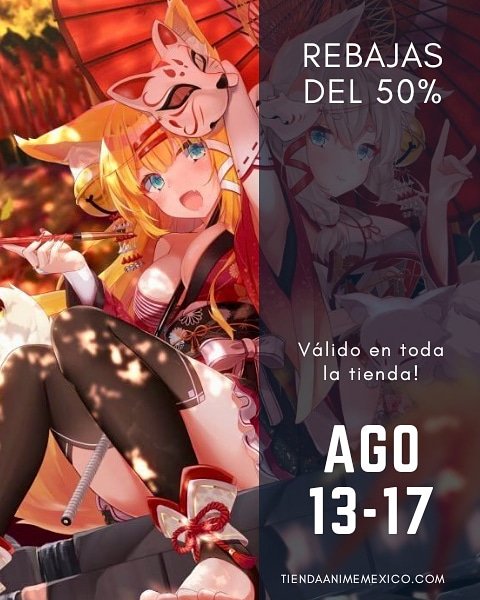 REBAJAS
DEL 50%
Válido en toda
la tienda!
AGO
13-17
TIENDAANIMEMEXICO.COM